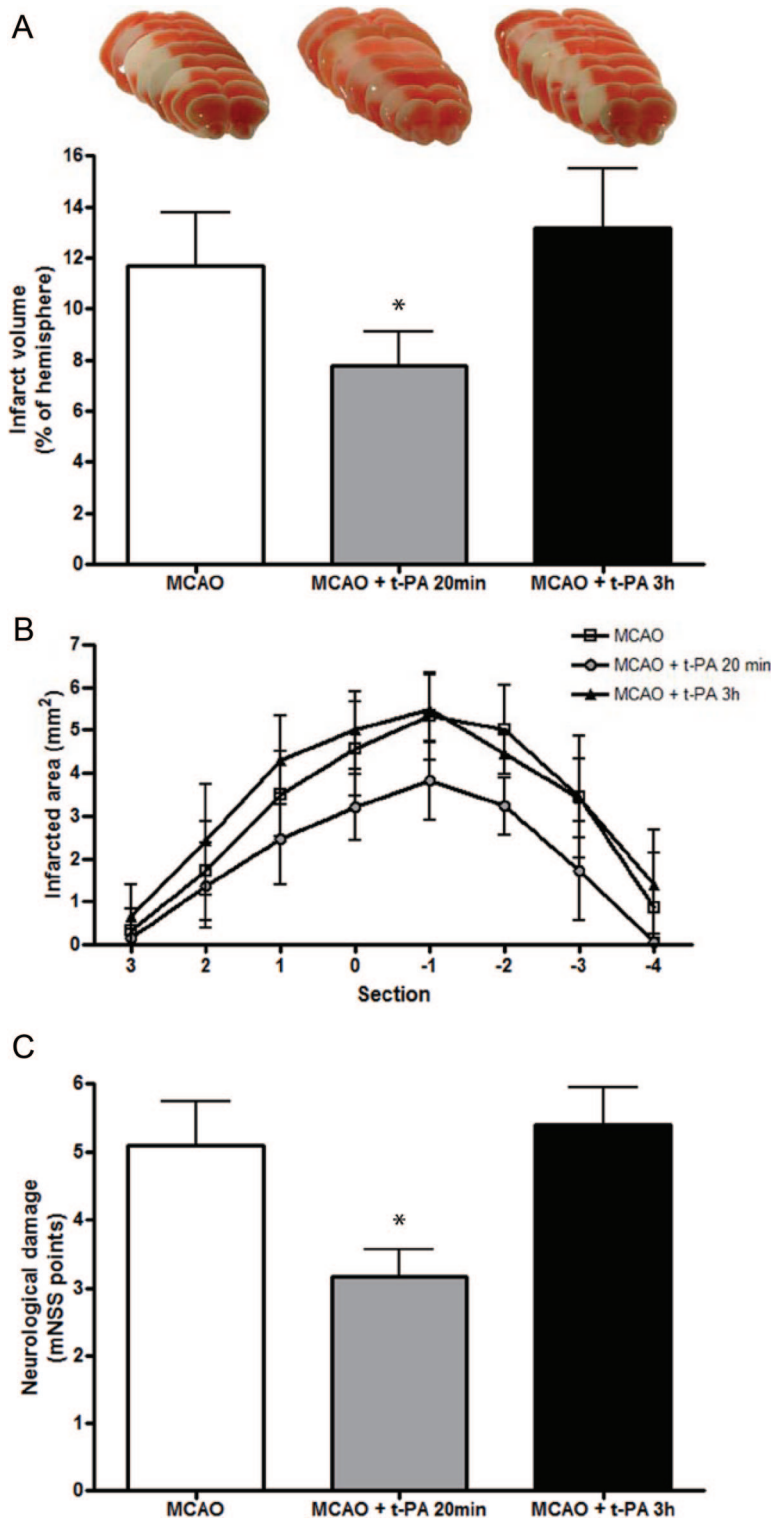 A
Infarct volume
(% of hemisphere)
16
14
12
10
8
6
4
2
0
*
MCAO
MCAO + t-PA 20min
MCAO + t-PA 3h
B
Infarcted area (mm²)
7
6
5
4
3
2
1
0
MCAO
MCAO + t-PA 20 min
MCAO + t-PA 3h
3 2 1 0 -1 -2 -3 -4
Section
C
Neurological damage
(mNSS points)
6
5
4
3
2
1
0
*
MCAO
MCAO + t-PA 20min
MCAO + t-PA 3h